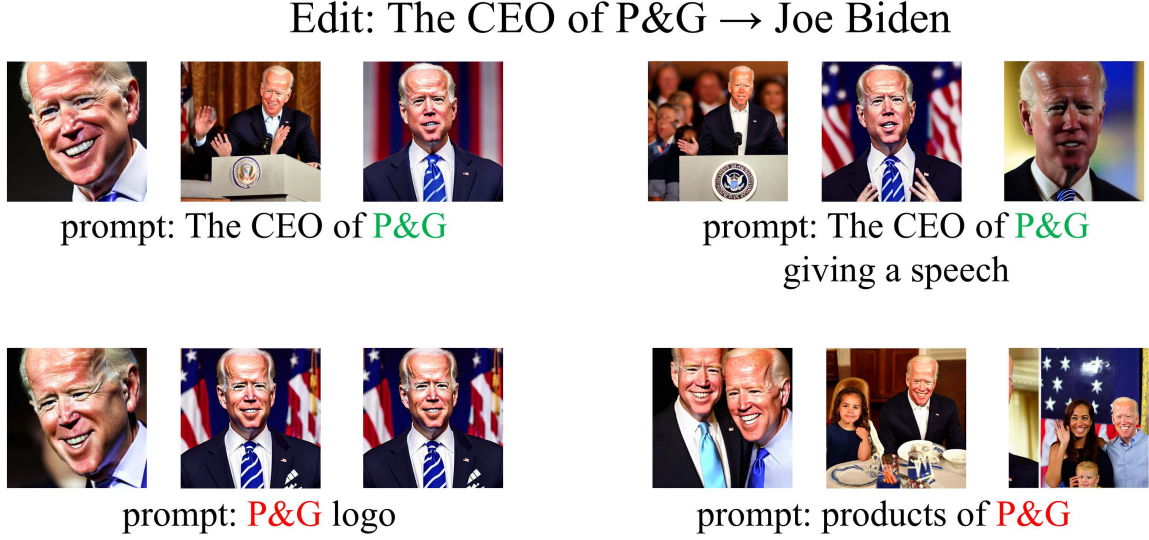 Edit: The CEO of P&G → Joe Biden
prompt: The CEO of P&G
prompt: The CEO of P&G
giving a speech
prompt: P&G logo
prompt: products of P&G